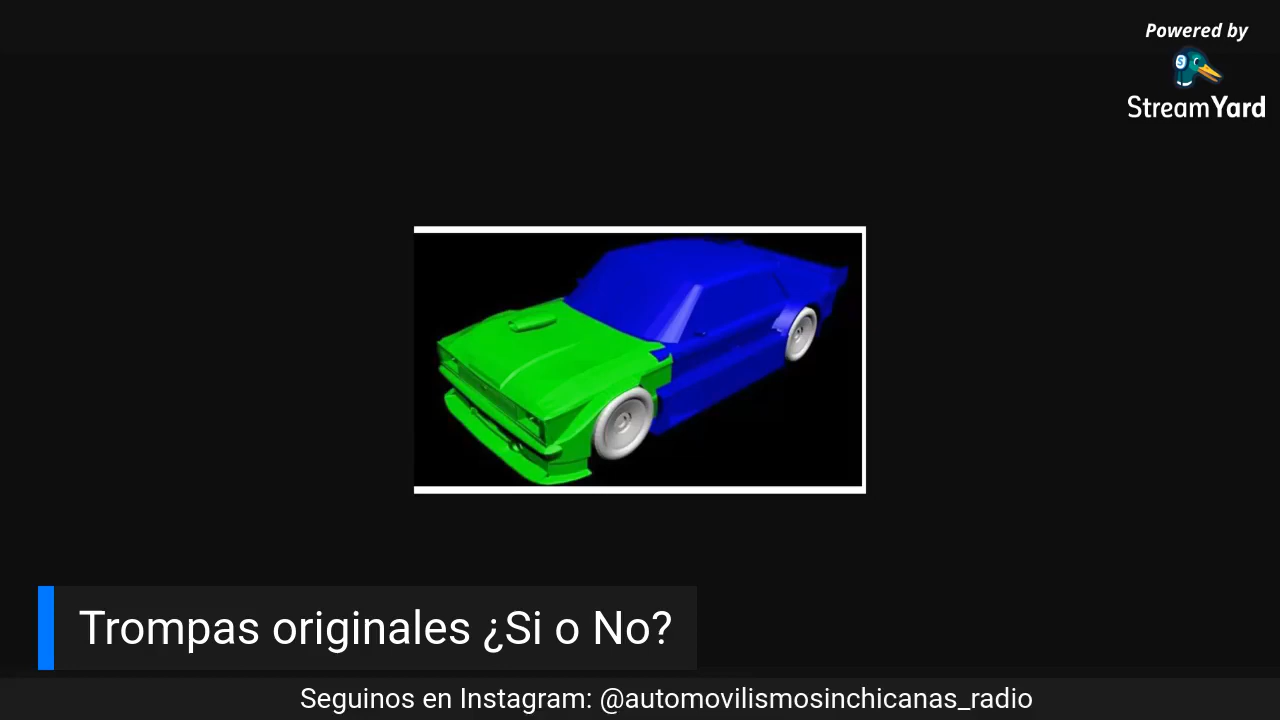 Powered by
StreamYard
Trompas originales ¿Si o No?
Seguinos en Instagram: @automovilismosinchicanas_radio